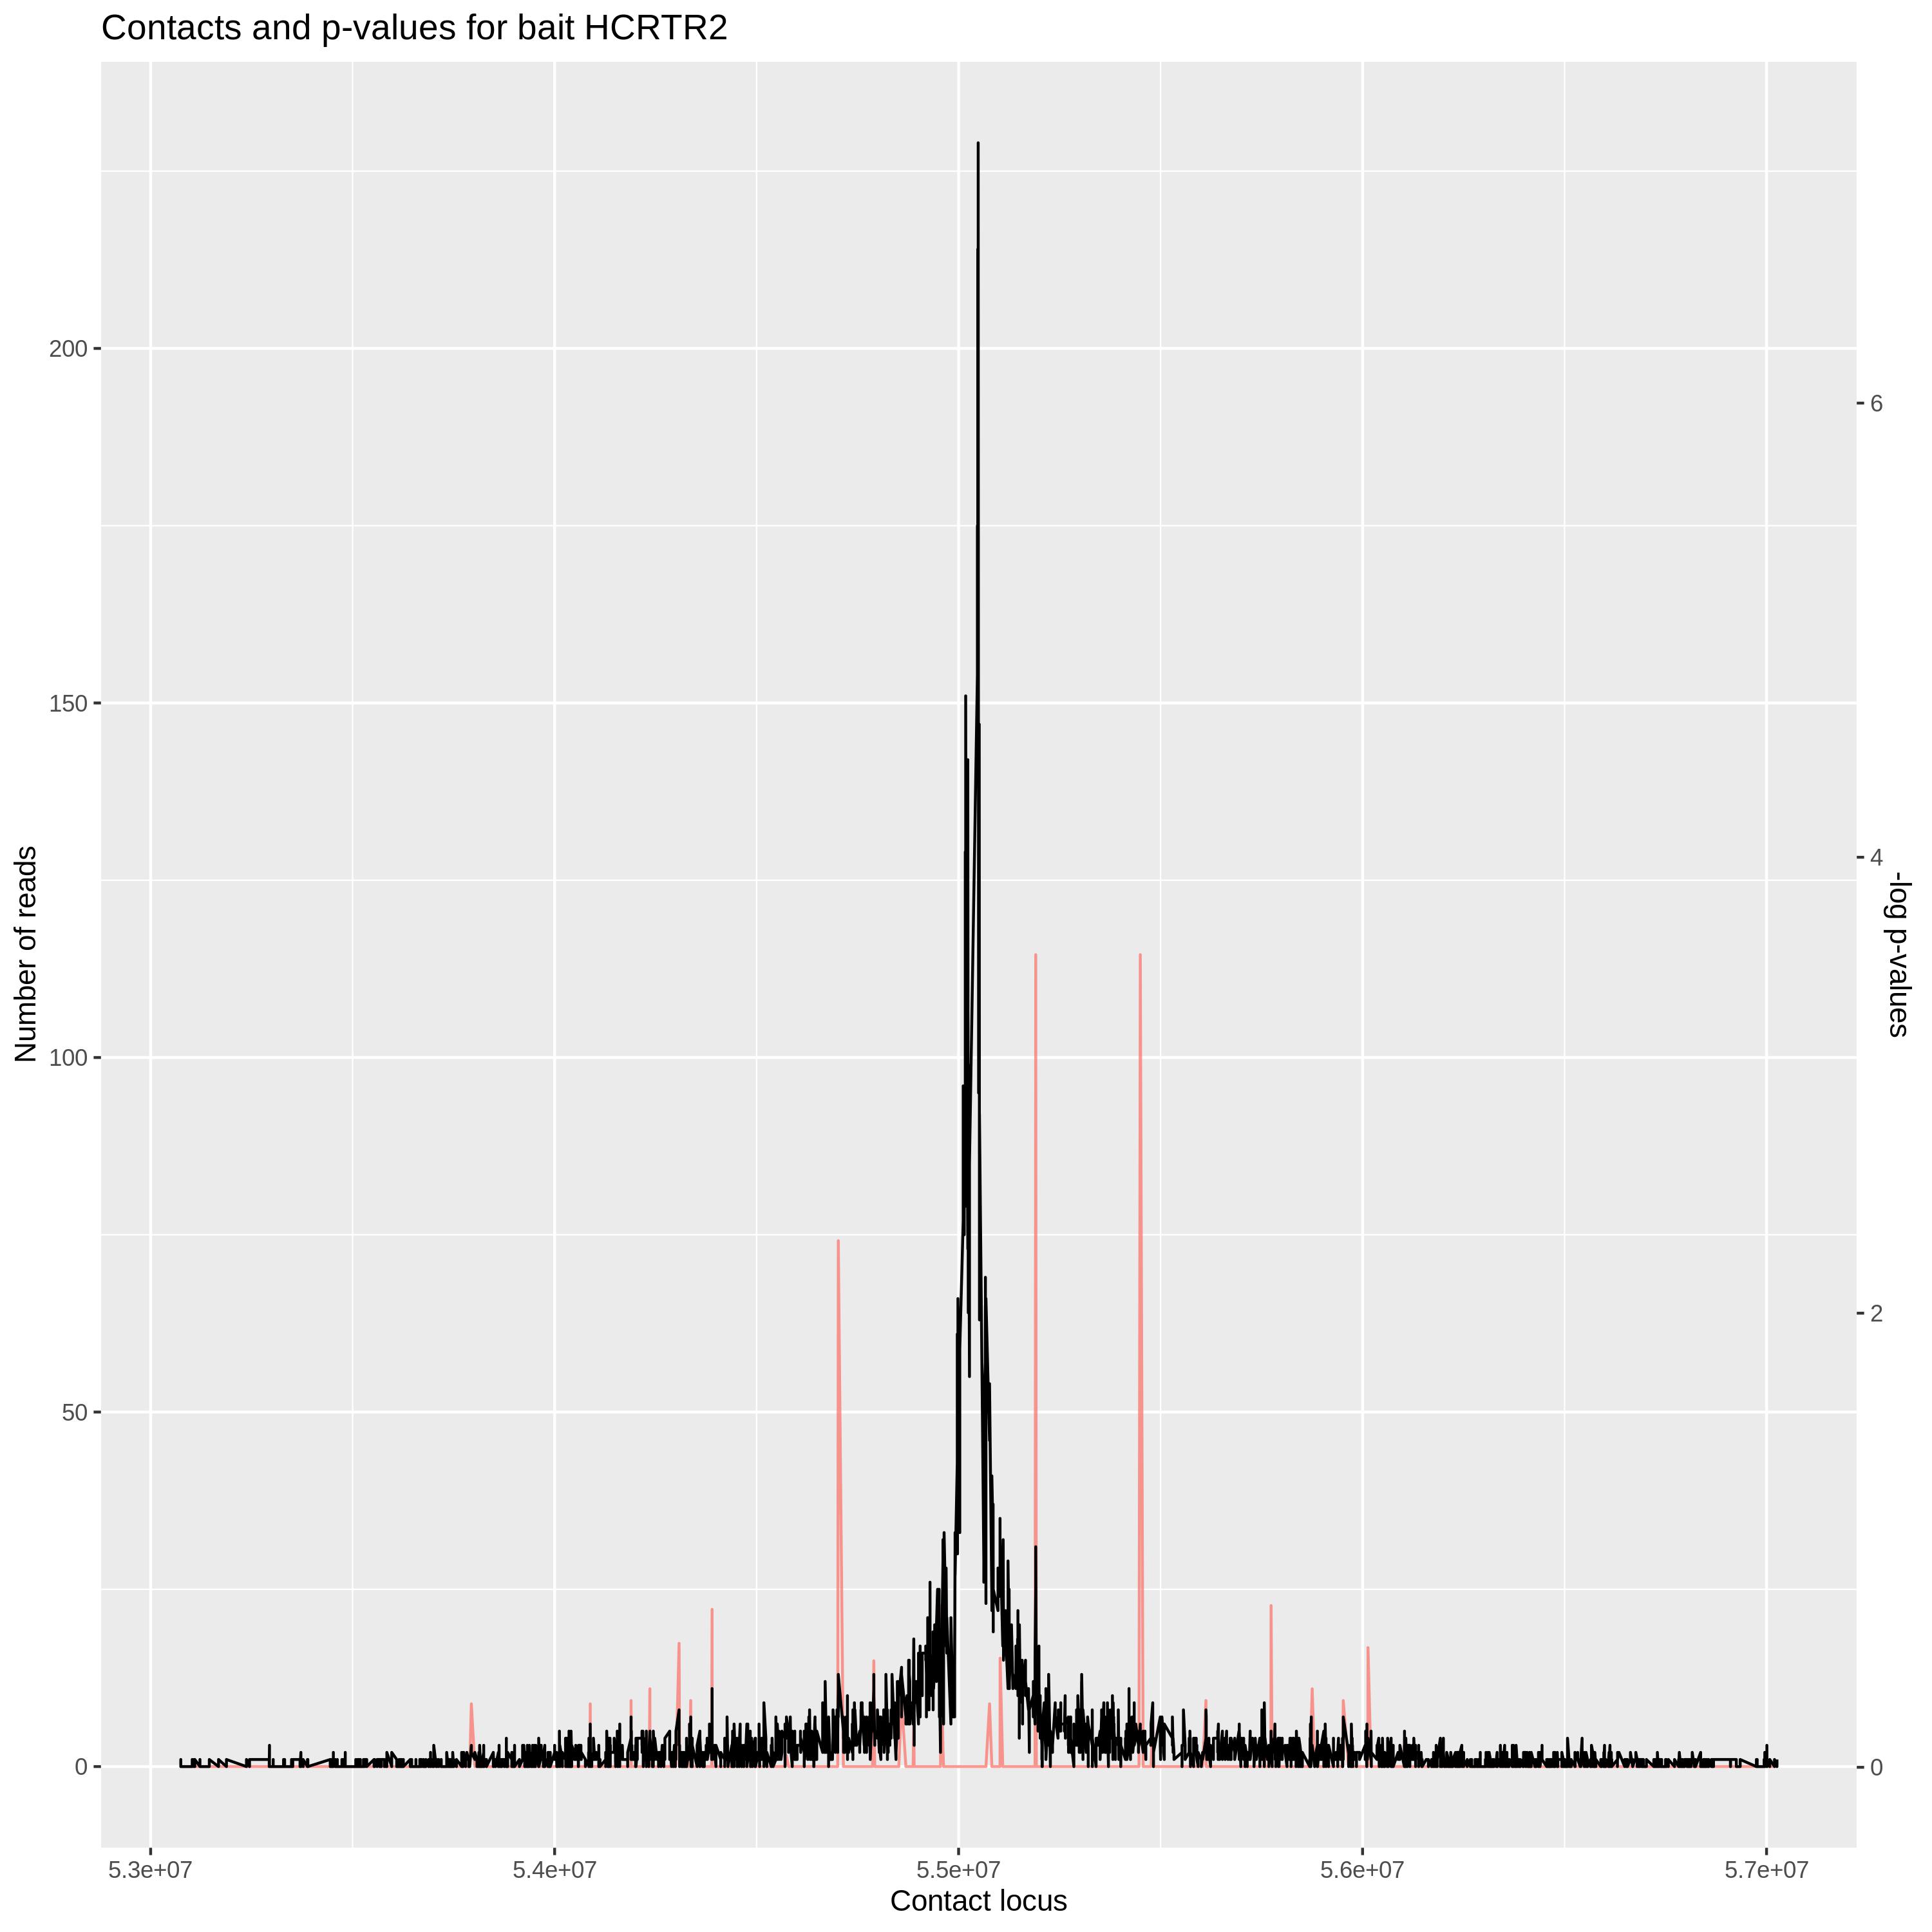 Contacts and p-values for bait HCRTR2
Number of reads
200
150
100
50
0
6
4
2
0
-log p-values
5.3e+07
5.4e+07
5.5e+07
5.6e+07
5.7e+07
Contact locus